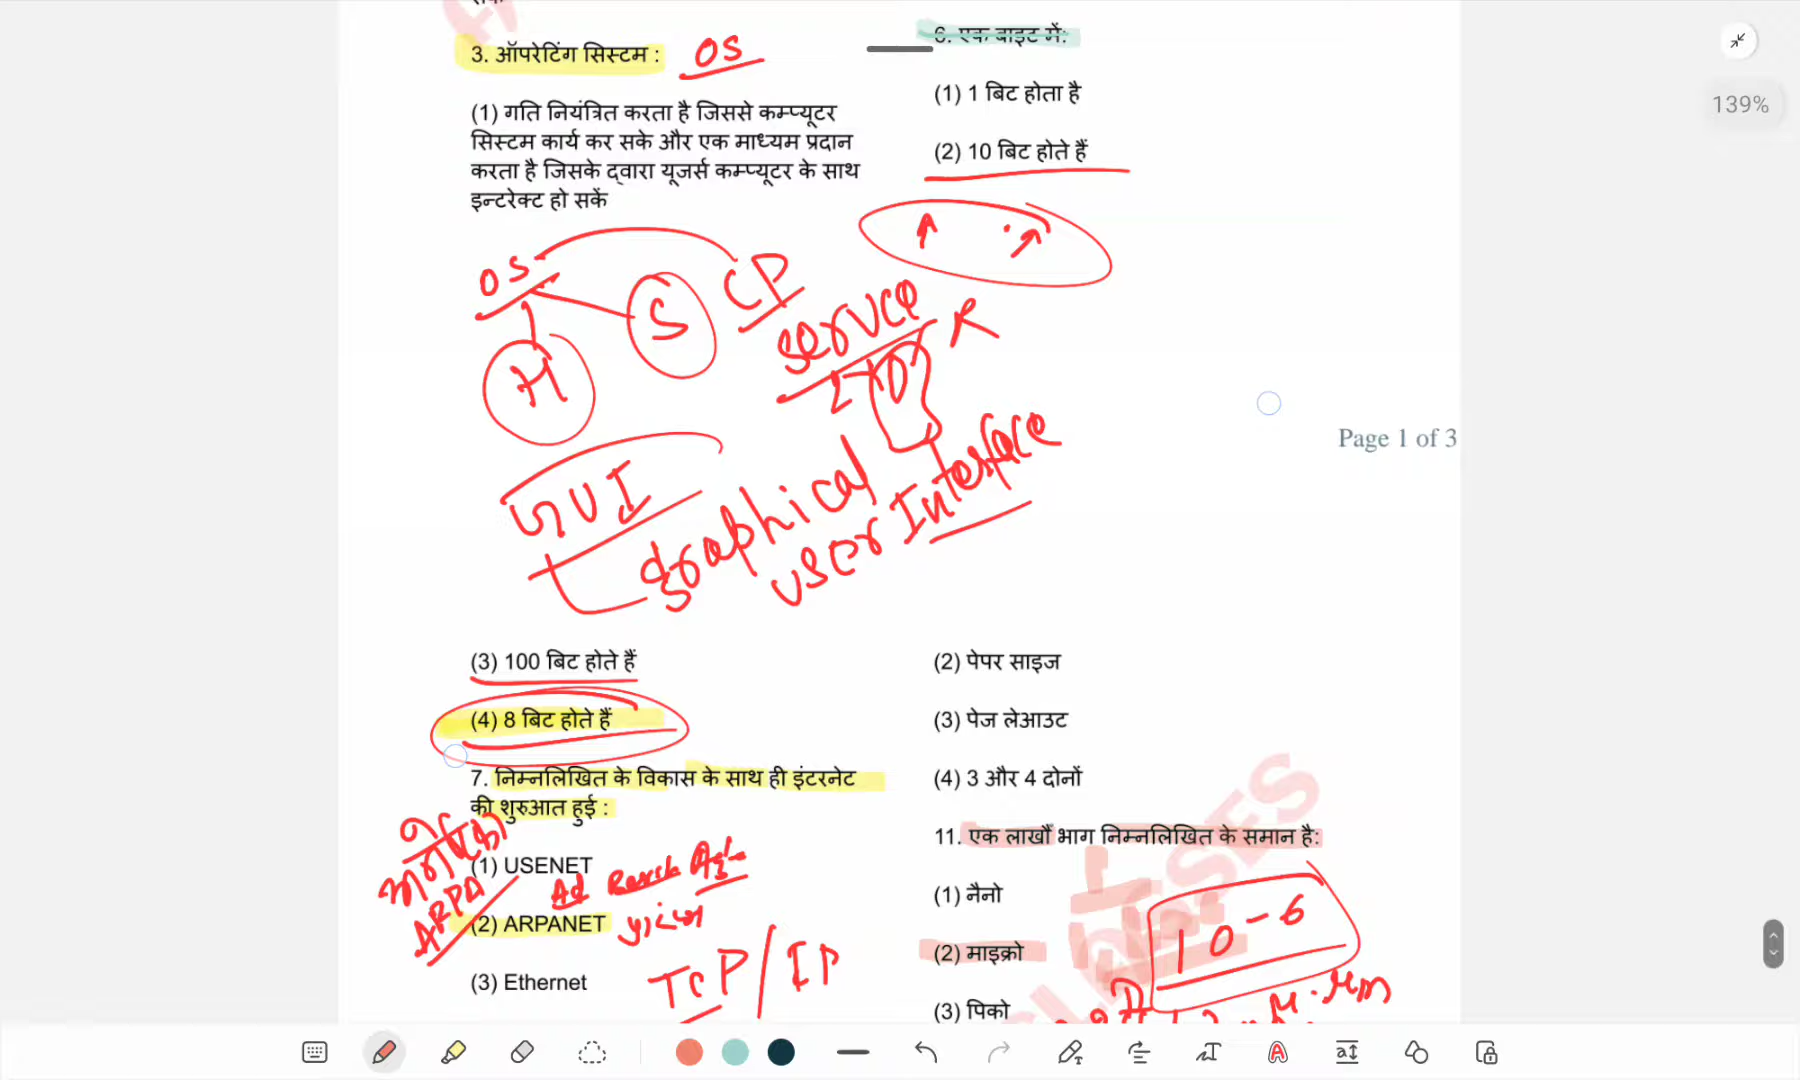 3. ऑपरेटिंग सिस्टम :
OS
(1) गति नियंत्रित करता है जिससे कम्प्यूटर
सिस्टम कार्य कर सके और एक माध्यम प्रदान
करता है जिसके द्वारा यूजर्स कम्प्यूटर के साथ
इन्टरेक्ट हो सकें
OS
S
CP
H
GUI
Graphical
User Interface
6. एक बाइट में:
(1) 1 बिट होता है
(2) 10 बिट होते हैं
Page 1 of 3
(3) 100 बिट होते हैं
(4) 8 बिट होते हैं
7. निम्नलिखित के विकास के साथ ही इंटरनेट
की शुरुआत हुई :
(1) USENET
(2) ARPANET
(3) Ethernet
ARPA
TCP/IP
(2) पेपर साइज
(3) पेज लेआउट
(4) 3 और 4 दोनों
11. एक लाखौं भाग निम्नलिखित के समान है:
(1) नैनो
(2) माइक्रो
(3) पिको
10-6
139%